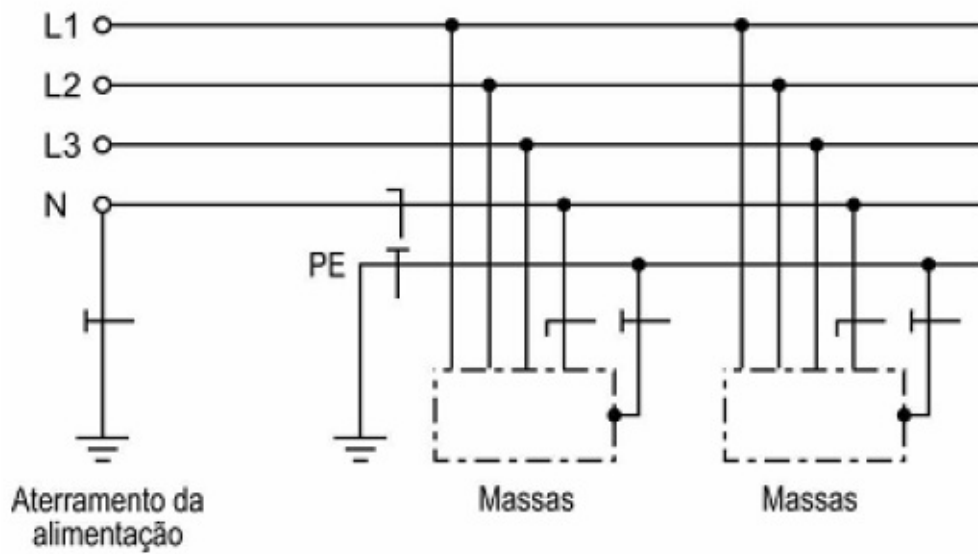 L1
L2
L3
N
PE
Aterramento da
alimentação
Massas
Massas